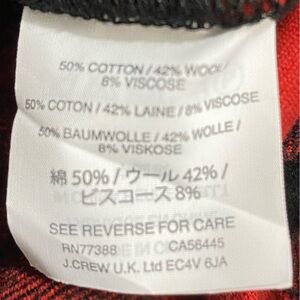 50% COTTON / 42% WOOL /
8% VISCOSE
50% COTON / 42% LAINE / 8% VISCOSE
50% BAUMWOLLE / 42% WOLLE /
8% VISKOSE
綿 50% / ウール 42% /
ビスコース 8%
SEE REVERSE FOR CARE
RN77388 CA56445
J.CREW U.K. Ltd EC4V 6JA